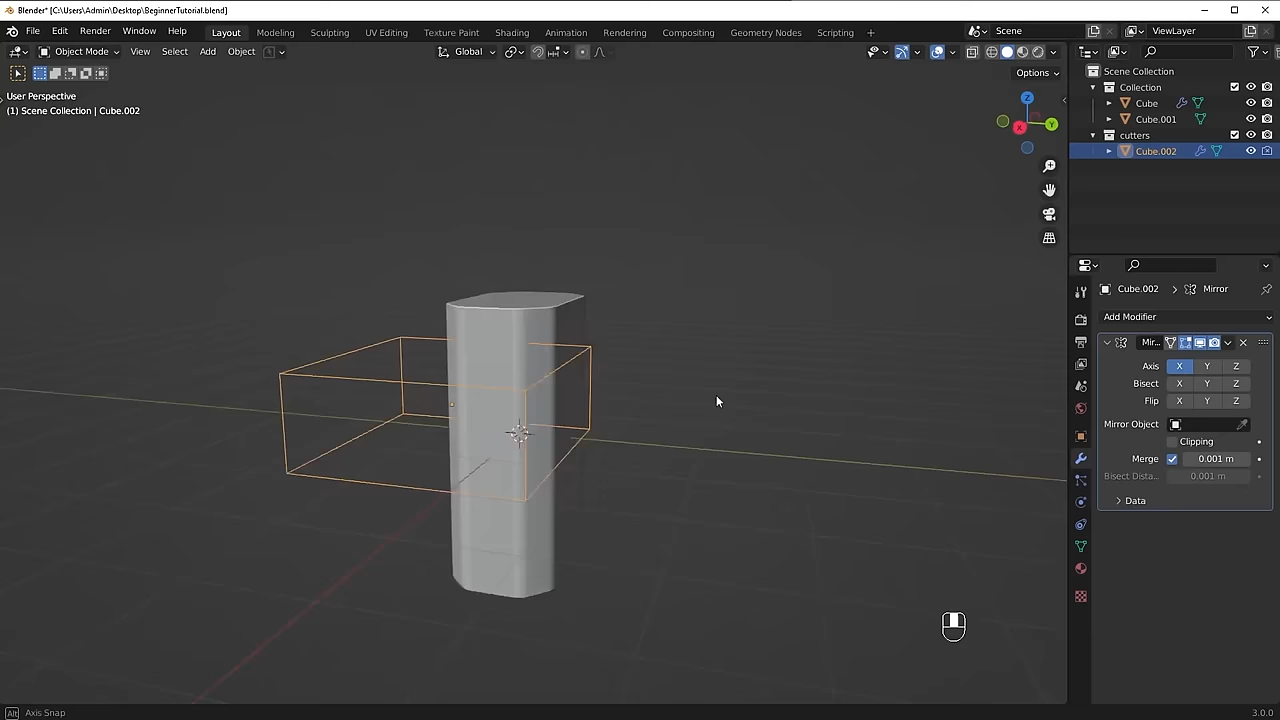 Blender* [C:\Users\Admin\Desktop\BeginnerTutorial.blend]
File Edit Render Window Help Layout Modeling Sculpting UV Editing Texture Paint Shading Animation Rendering Compositing Geometry Nodes Scripting + Scene ViewLayer
Object Mode View Select Add Object Global
Options
User Perspective
(1) Scene Collection | Cube.002
Z
Y
X
Scene Collection
Collection
Cube
Cube.001
cutters
Cube.002
Cube.002 > Mirror
Add Modifier
Mir...
Axis X Y Z
Bisect X Y Z
Flip X Y Z
Mirror Object
Clipping
Merge 0.001 m
Bisect Dista.. 0.001 m
> Data
Alt Axis Snap
3.0.0